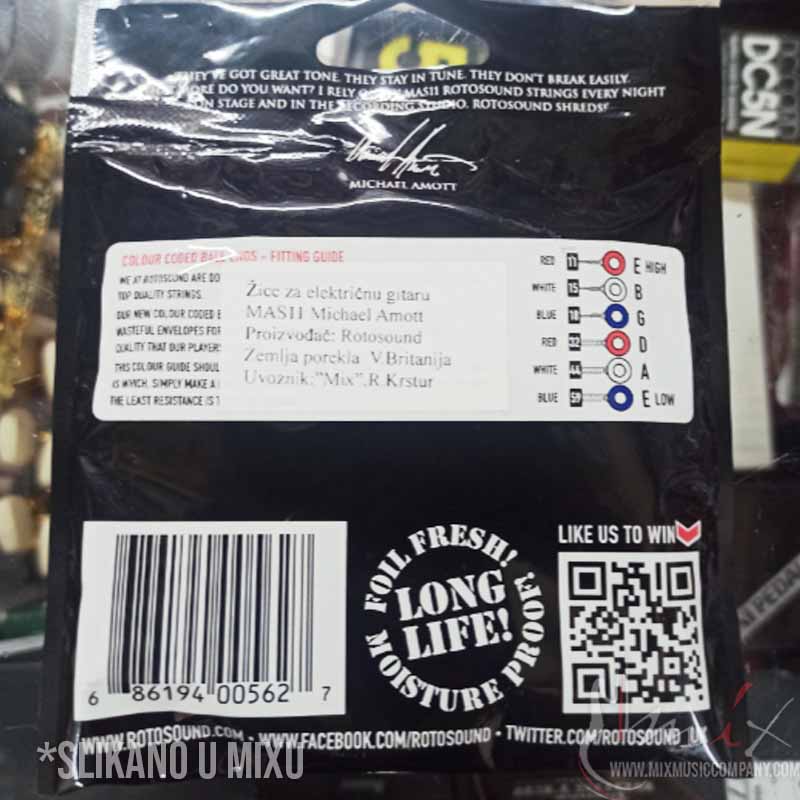 THEY'VE GOT GREAT TONE. THEY STAY IN TUNE. THEY DON'T BREAK EASILY.
MORE DO YOU WANT? I RELY ON MAS11 ROTOSOUND STRINGS EVERY NIGHT
ON STAGE AND IN THE RECORDING STUDIO. ROTOSOUND SHREDS!
MICHAEL AMOTT
COLOUR CODED BALL ENDS - FITTING GUIDE
WE AT ROTOSOUND ARE DO
TOP QUALITY STRINGS.
OUR NEW COLOUR CODED B
WASTEFUL ENVELOPES FOR
QUALITY THAT OUR PLAYERS
THIS COLOUR GUIDE SHOUL
IS WHICH. SIMPLY MAKE A
THE LEAST RESISTANCE IS T
Žice za električnu gitaru
MAS11 Michael Amott
Proizvođač: Rotosound
Zemlja porekla V.Britanija
Uvoznik:"Mix",R.Krstur
RED 11 E HIGH
WHITE 15 B
BLUE 18 G
RED 32 D
WHITE 44 A
BLUE 59 E LOW
FOIL FRESH!
LONG
LIFE!
MOISTURE PROOF!
LIKE US TO WIN
6 86194 00562 7
WWW.ROTOSOUND.COM • WWW.FACEBOOK.COM/ROTOSOUND • TWITTER.COM/ROTOSOUND_UK
*SLIKANO U MIXU
mix
WWW.MIXMUSICCOMPANY.COM
5
DC5N